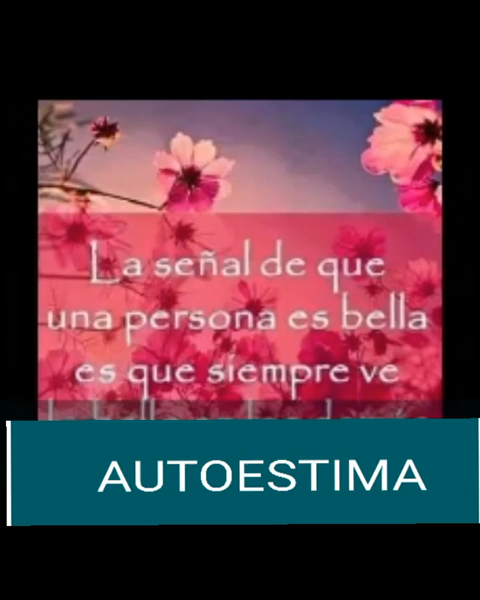 La señal de que
una persona es bella
es que siempre ve
AUTOESTIMA